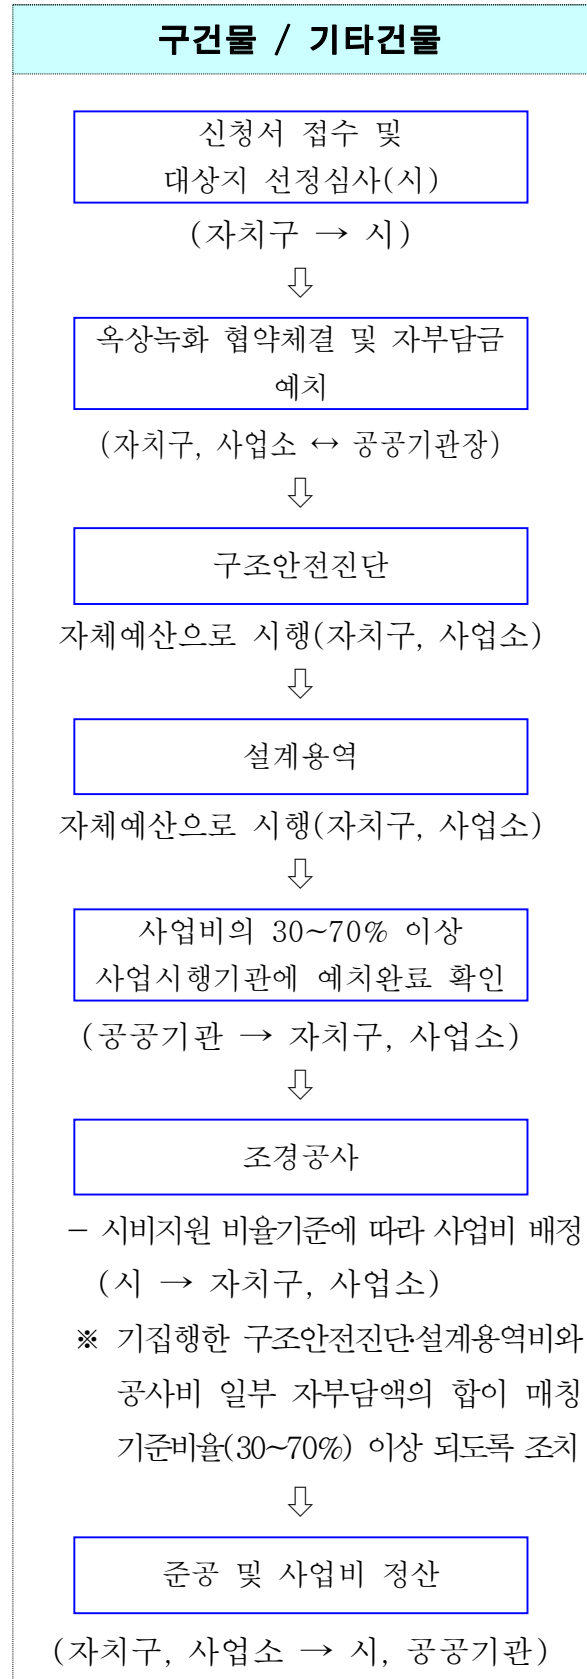 구건물 / 기타건물
신청서 접수 및
대상지 선정심사(시)
(자치구 → 시)
⇩
옥상녹화 협약체결 및 자부담금
예치
(자치구, 사업소 ↔ 공공기관장)
⇩
구조안전진단
자체예산으로 시행(자치구, 사업소)
⇩
설계용역
자체예산으로 시행(자치구, 사업소)
⇩
사업비의 30~70% 이상
사업시행기관에 예치완료 확인
(공공기관 → 자치구, 사업소)
⇩
조경공사
- 시비지원 비율기준에 따라 사업비 배정
(시 → 자치구, 사업소)
※ 기집행한 구조안전진단·설계용역비와
공사비 일부 자부담액의 합이 매칭
기준비율(30~70%) 이상 되도록 조치
⇩
준공 및 사업비 정산
(자치구, 사업소 → 시, 공공기관)